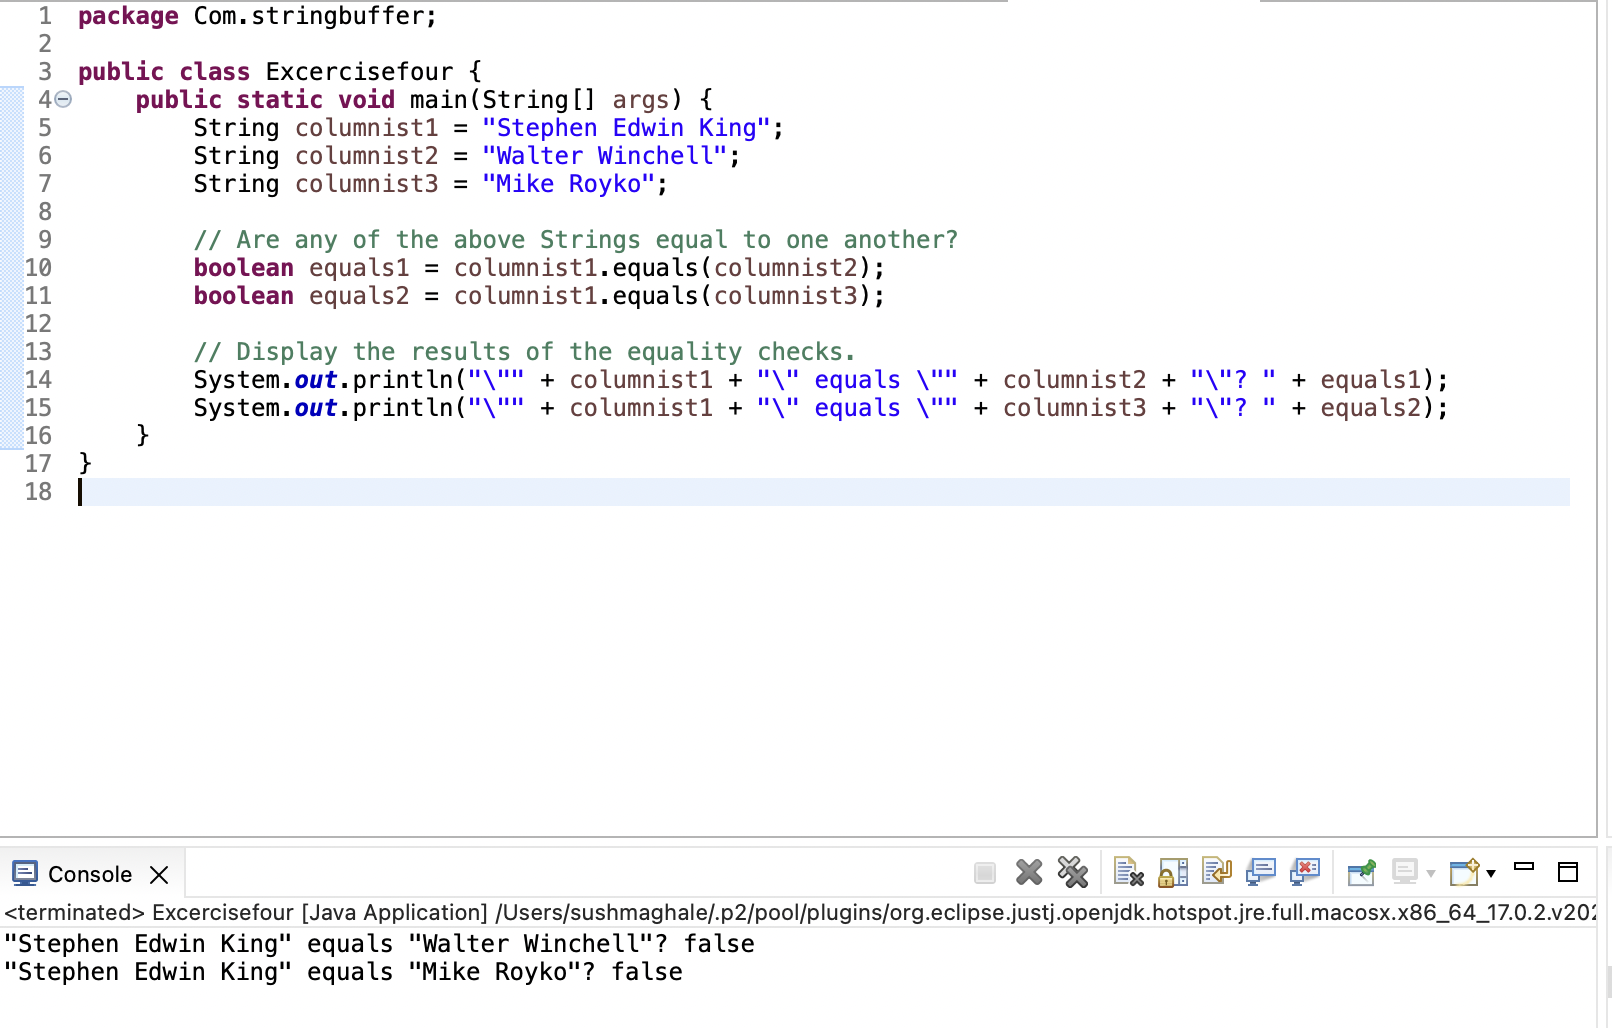 1 package Com.stringbuffer;
2
3 public class Excercisefour {
4     public static void main(String[] args) {
5         String columnist1 = "Stephen Edwin King";
6         String columnist2 = "Walter Winchell";
7         String columnist3 = "Mike Royko";
8
9         // Are any of the above Strings equal to one another?
10         boolean equals1 = columnist1.equals(columnist2);
11         boolean equals2 = columnist1.equals(columnist3);
12
13         // Display the results of the equality checks.
14         System.out.println("\"" + columnist1 + "\" equals \"" + columnist2 + "\"? " + equals1);
15         System.out.println("\"" + columnist1 + "\" equals \"" + columnist3 + "\"? " + equals2);
16     }
17 }
18
Console
<terminated> Excercisefour [Java Application] /Users/sushmaghale/.p2/pool/plugins/org.eclipse.justj.openjdk.hotspot.jre.full.macosx.x86_64_17.0.2.v202
"Stephen Edwin King" equals "Walter Winchell"? false
"Stephen Edwin King" equals "Mike Royko"? false